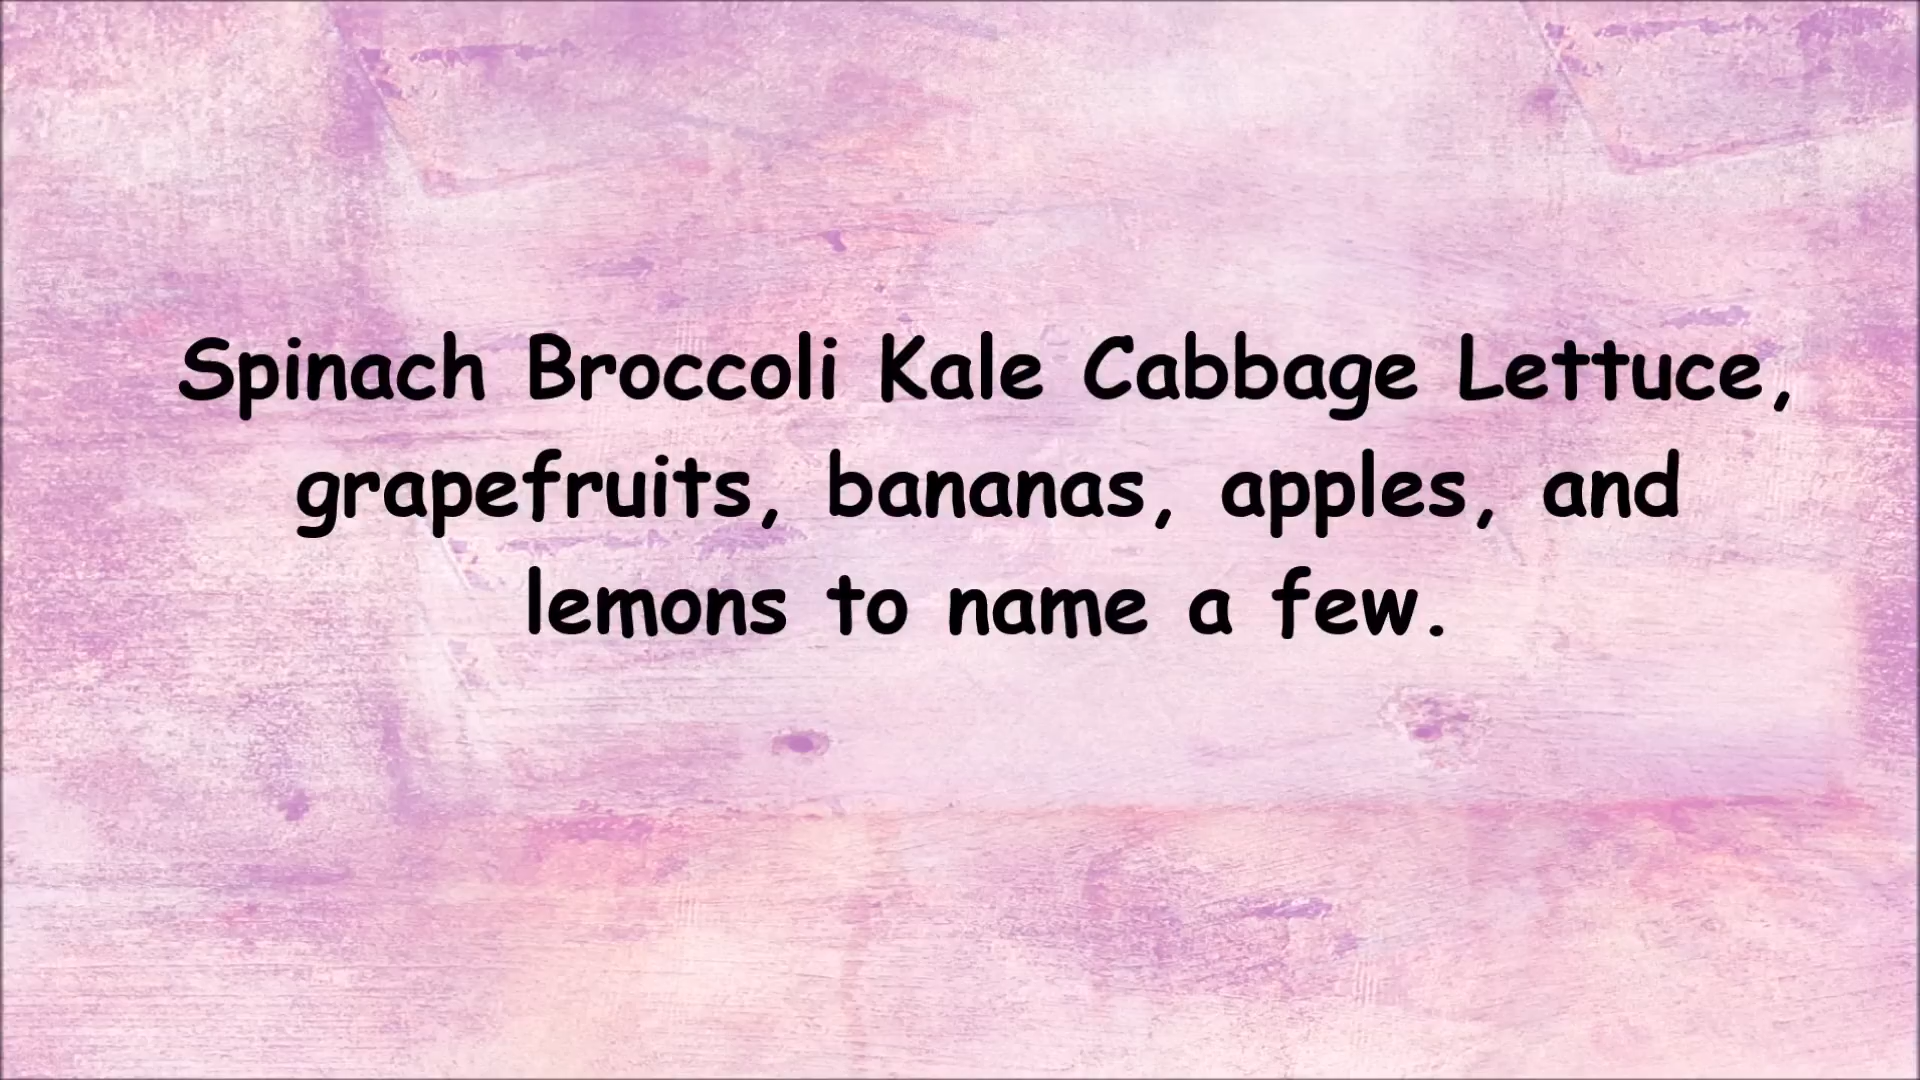 Spinach Broccoli Kale Cabbage Lettuce,
grapefruits, bananas, apples, and
lemons to name a few.